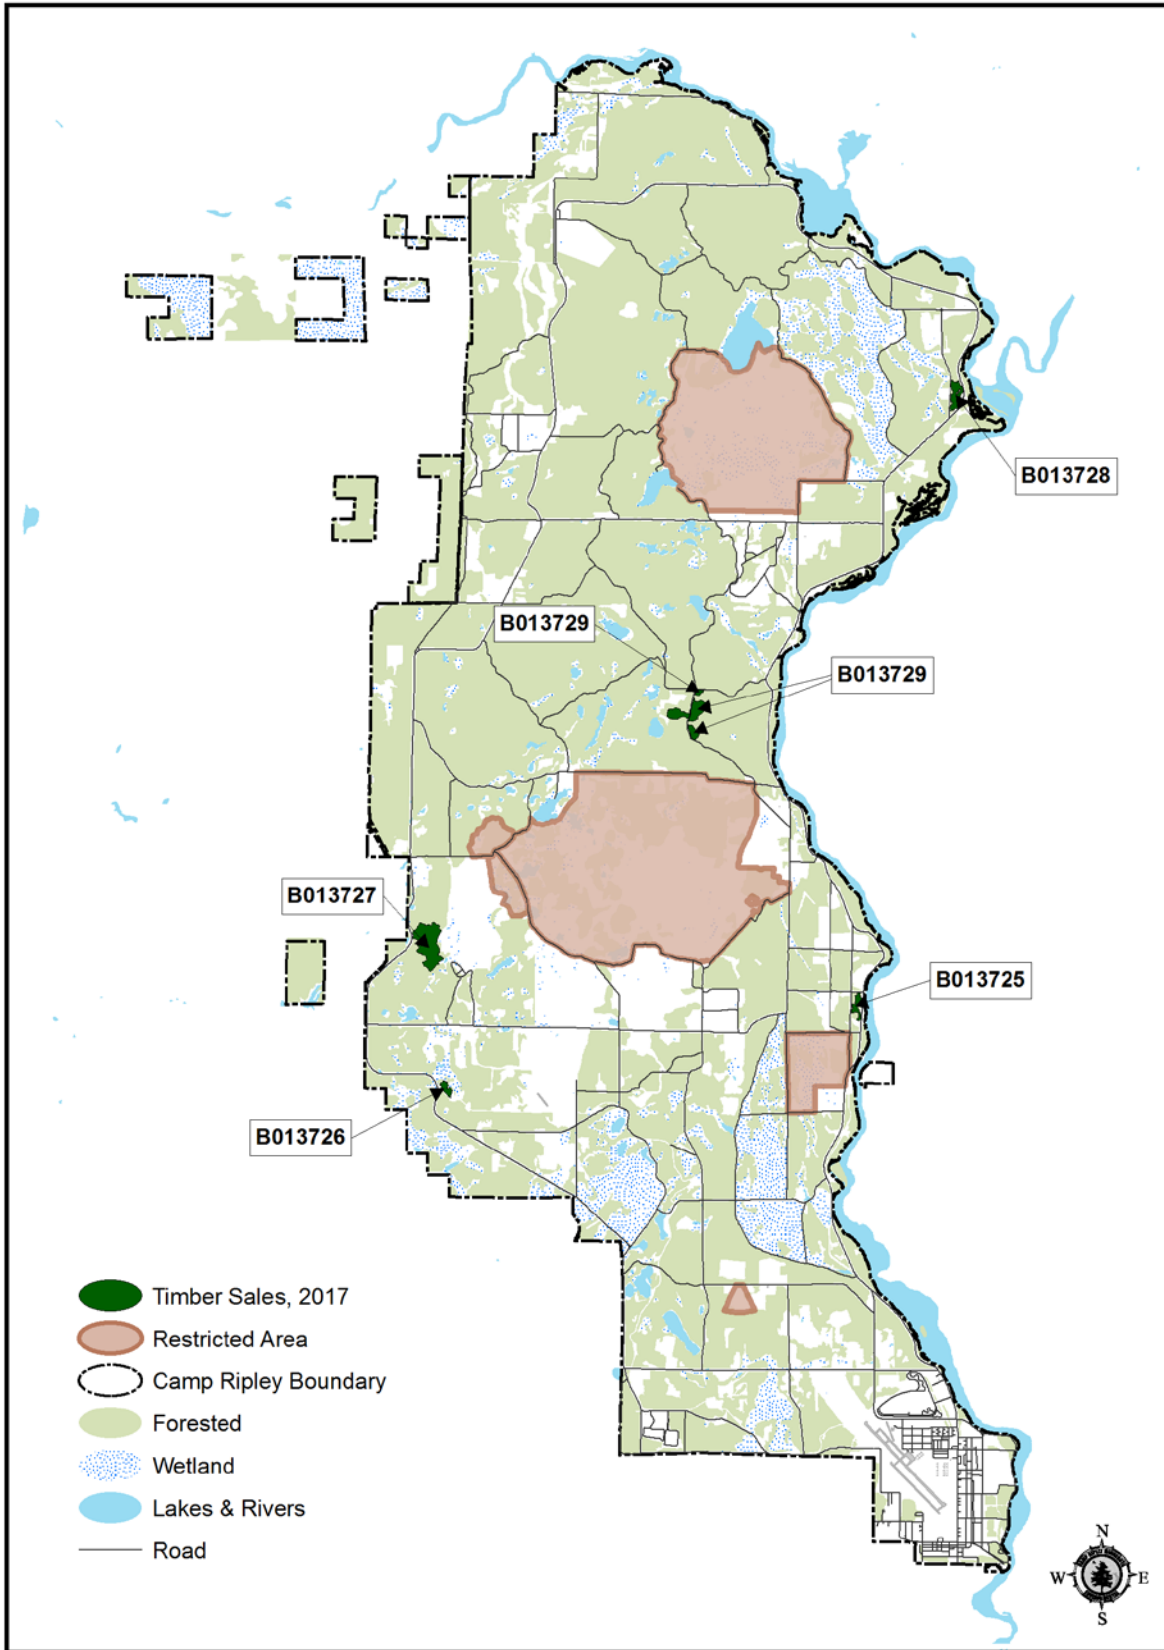 B013728
B013729
B013729
B013727
B013725
B013726
Timber Sales, 2017
Restricted Area
Camp Ripley Boundary
Forested
Wetland
Lakes & Rivers
Road
N
W E
S